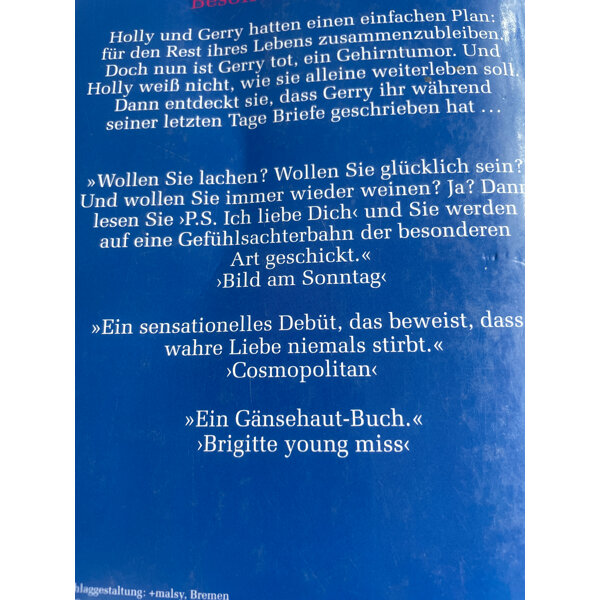 Holly und Gerry hatten einen einfachen Plan:
für den Rest ihres Lebens zusammenzubleiben.
Doch nun ist Gerry tot, ein Gehirntumor. Und
Holly weiß nicht, wie sie alleine weiterleben soll.
Dann entdeckt sie, dass Gerry ihr während
seiner letzten Tage Briefe geschrieben hat ...
»Wollen Sie lachen? Wollen Sie glücklich sein?
Und wollen Sie immer wieder weinen? Ja? Dann
lesen Sie ›P.S. Ich liebe Dich‹ und Sie werden
auf eine Gefühlsachterbahn der besonderen
Art geschickt.«
›Bild am Sonntag‹
»Ein sensationelles Debüt, das beweist, dass
wahre Liebe niemals stirbt.«
›Cosmopolitan‹
»Ein Gänsehaut-Buch.«
›Brigitte young miss‹
hlaggestaltung: +malsy, Bremen